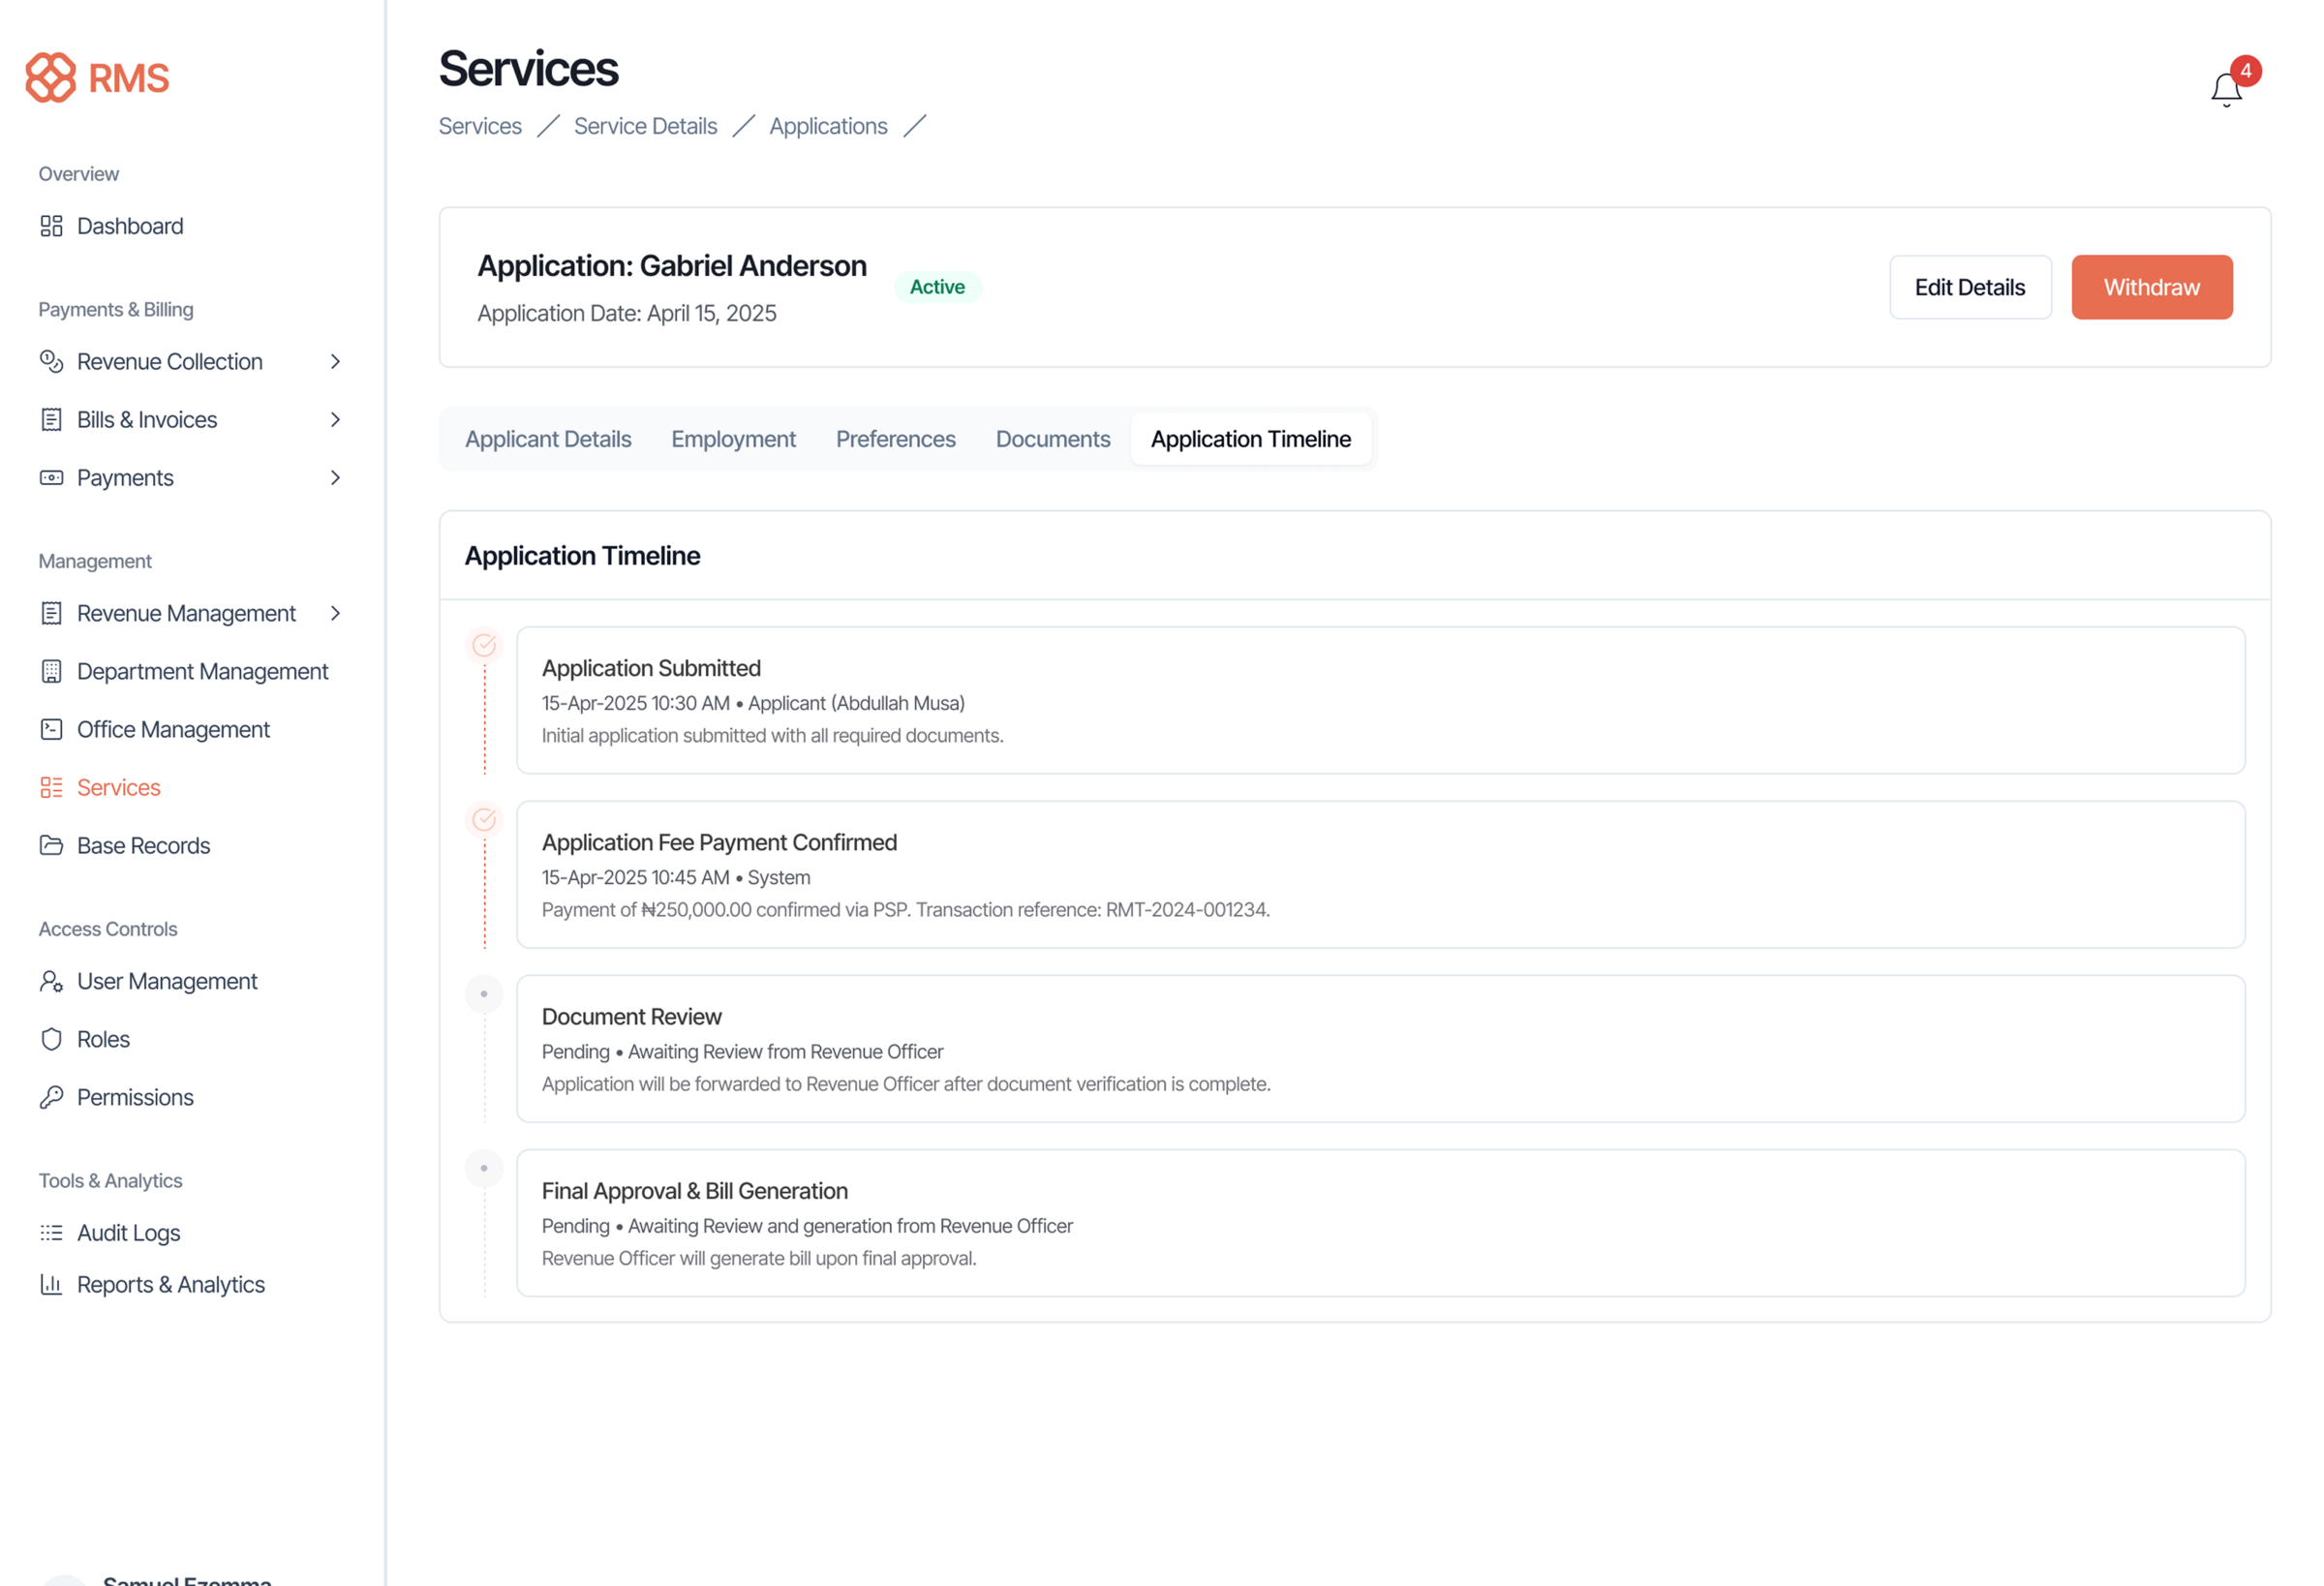 RMS
Overview
Dashboard
Payments & Billing
Revenue Collection
Bills & Invoices
Payments
Management
Revenue Management
Department Management
Office Management
Services
Base Records
Access Controls
User Management
Roles
Permissions
Tools & Analytics
Audit Logs
Reports & Analytics
Samuel Ezemma
Services
4
Services / Service Details / Applications /
Application: Gabriel Anderson
Active
Application Date: April 15, 2025
Edit Details
Withdraw
Applicant Details Employment Preferences Documents Application Timeline
Application Timeline
Application Submitted
15-Apr-2025 10:30 AM • Applicant (Abdullah Musa)
Initial application submitted with all required documents.
Application Fee Payment Confirmed
15-Apr-2025 10:45 AM • System
Payment of ₦250,000.00 confirmed via PSP. Transaction reference: RMT-2024-001234.
Document Review
Pending • Awaiting Review from Revenue Officer
Application will be forwarded to Revenue Officer after document verification is complete.
Final Approval & Bill Generation
Pending • Awaiting Review and generation from Revenue Officer
Revenue Officer will generate bill upon final approval.